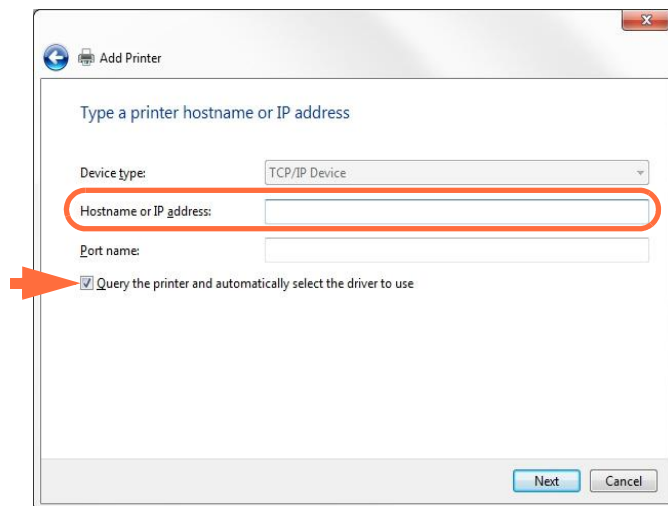 Add Printer
Type a printer hostname or IP address
Device type: TCP/IP Device
Hostname or IP address:
Port name:
Query the printer and automatically select the driver to use
Next Cancel